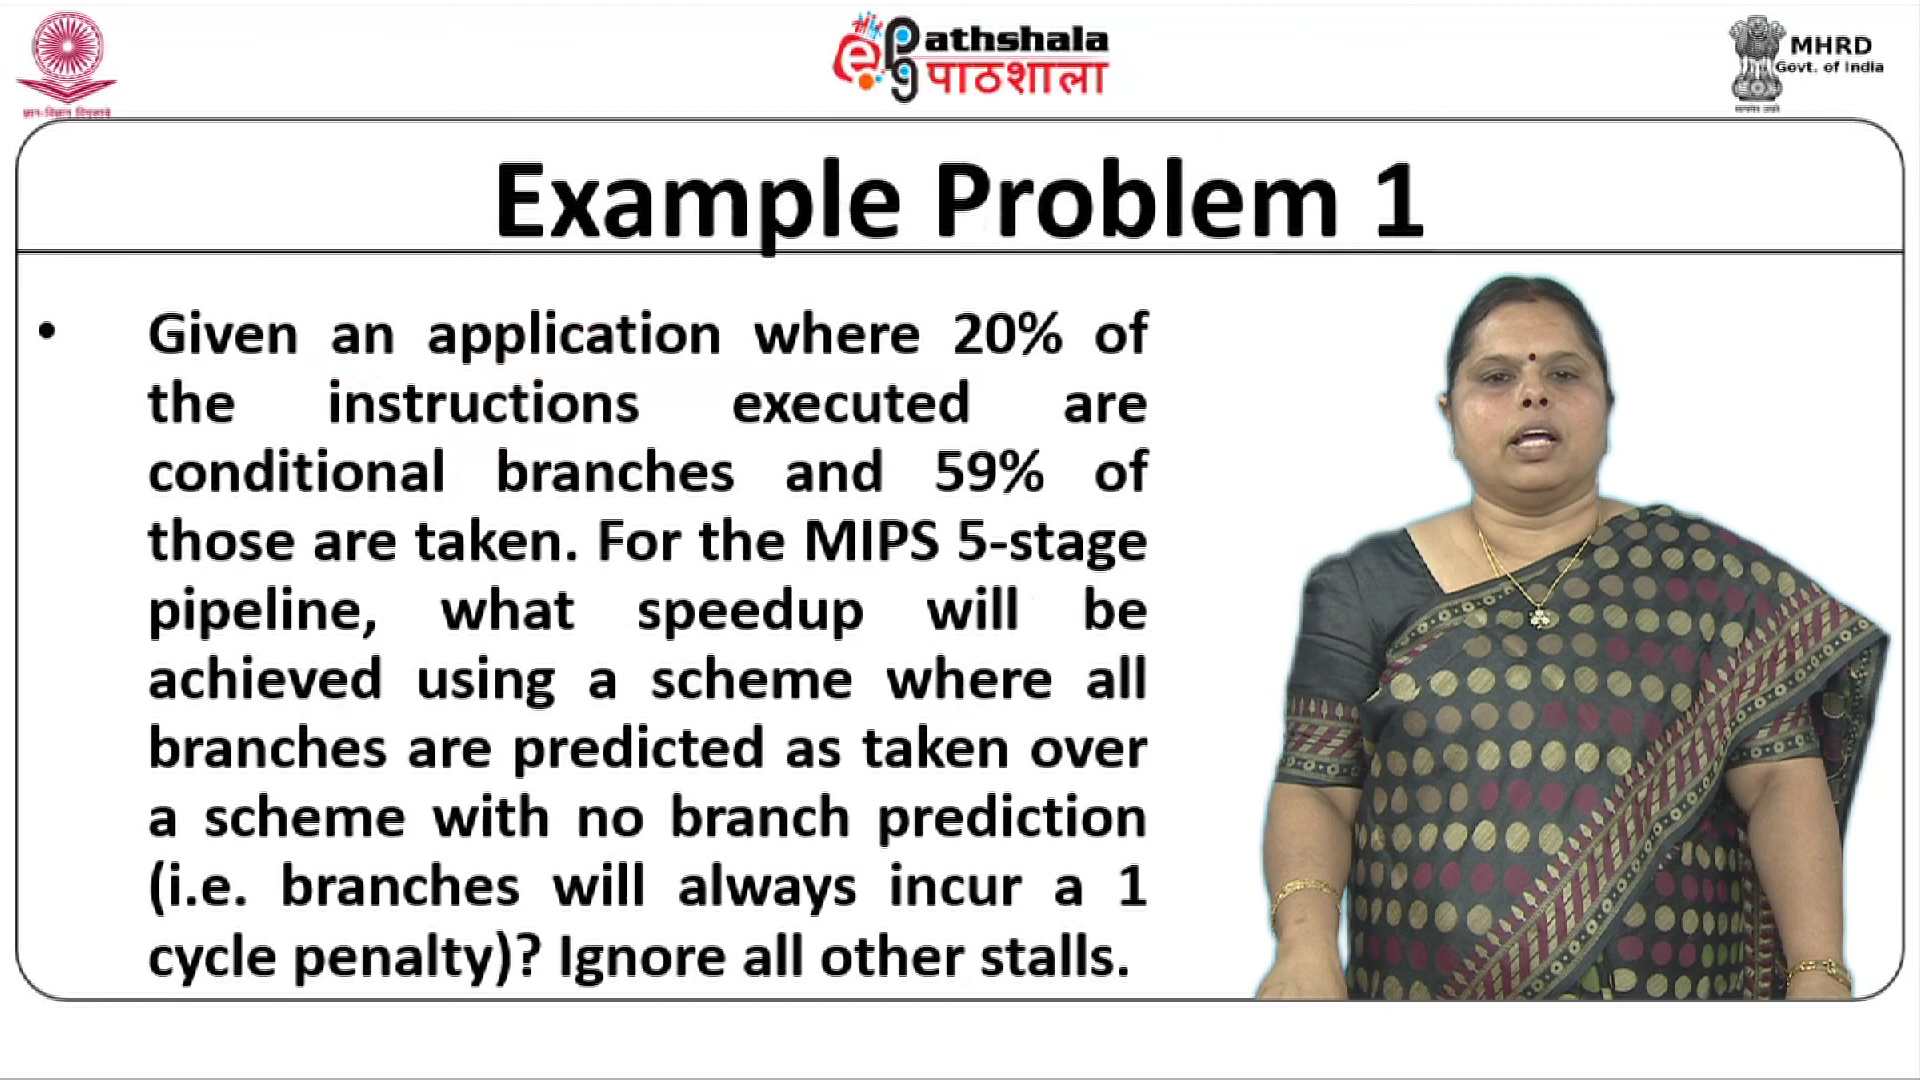 ePG athshala
पाठशाला
MHRD
Govt. of India
Example Problem 1
• Given an application where 20% of
the instructions executed are
conditional branches and 59% of
those are taken. For the MIPS 5-stage
pipeline, what speedup will be
achieved using a scheme where all
branches are predicted as taken over
a scheme with no branch prediction
(i.e. branches will always incur a 1
cycle penalty)? Ignore all other stalls.